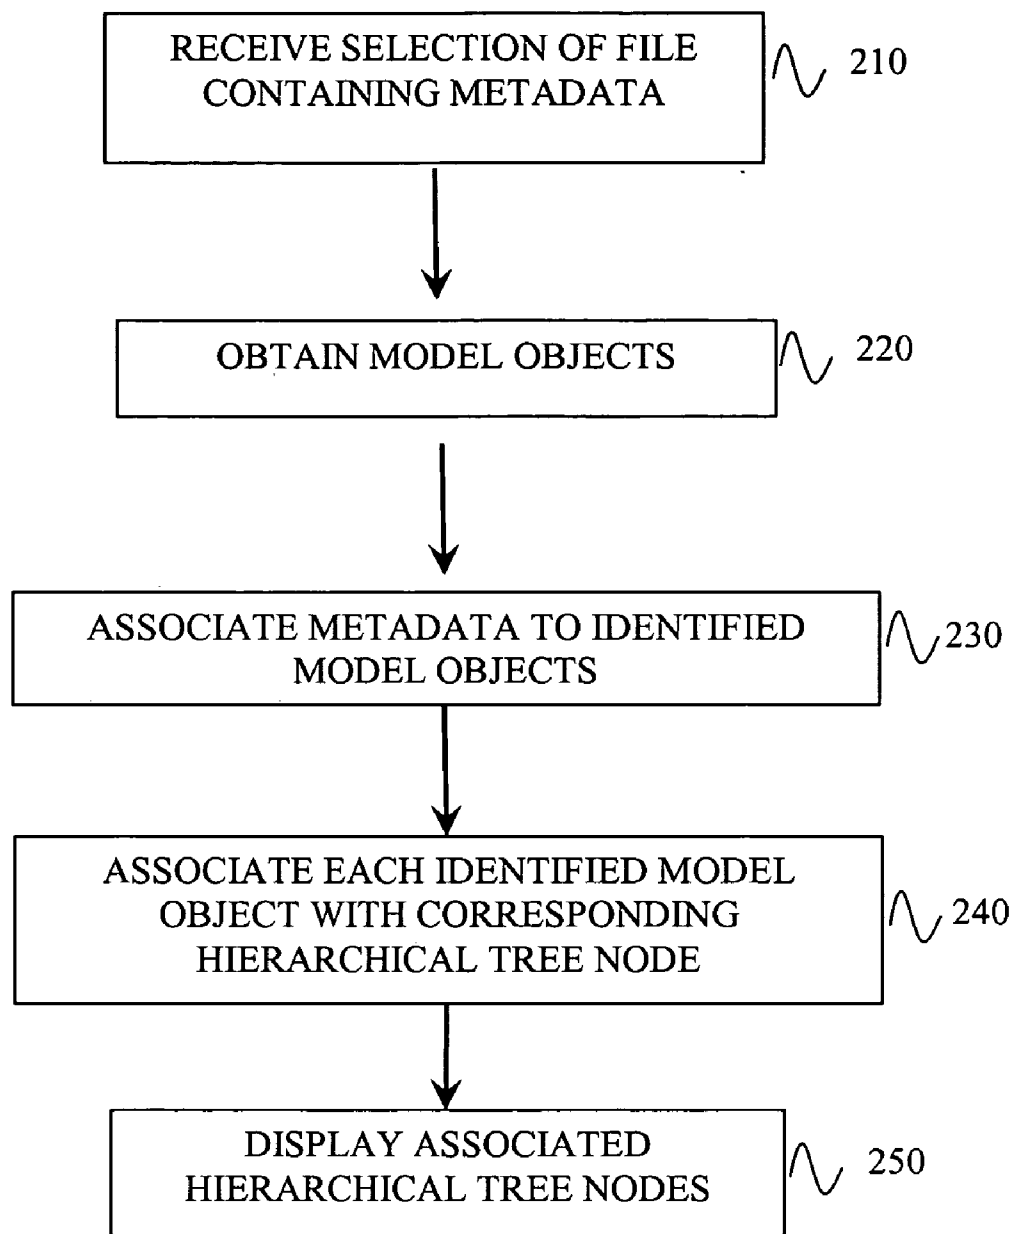 RECEIVE SELECTION OF FILE
CONTAINING METADATA
210
OBTAIN MODEL OBJECTS
220
ASSOCIATE METADATA TO IDENTIFIED
MODEL OBJECTS
230
ASSOCIATE EACH IDENTIFIED MODEL
OBJECT WITH CORRESPONDING
HIERARCHICAL TREE NODE
240
DISPLAY ASSOCIATED
HIERARCHICAL TREE NODES
250